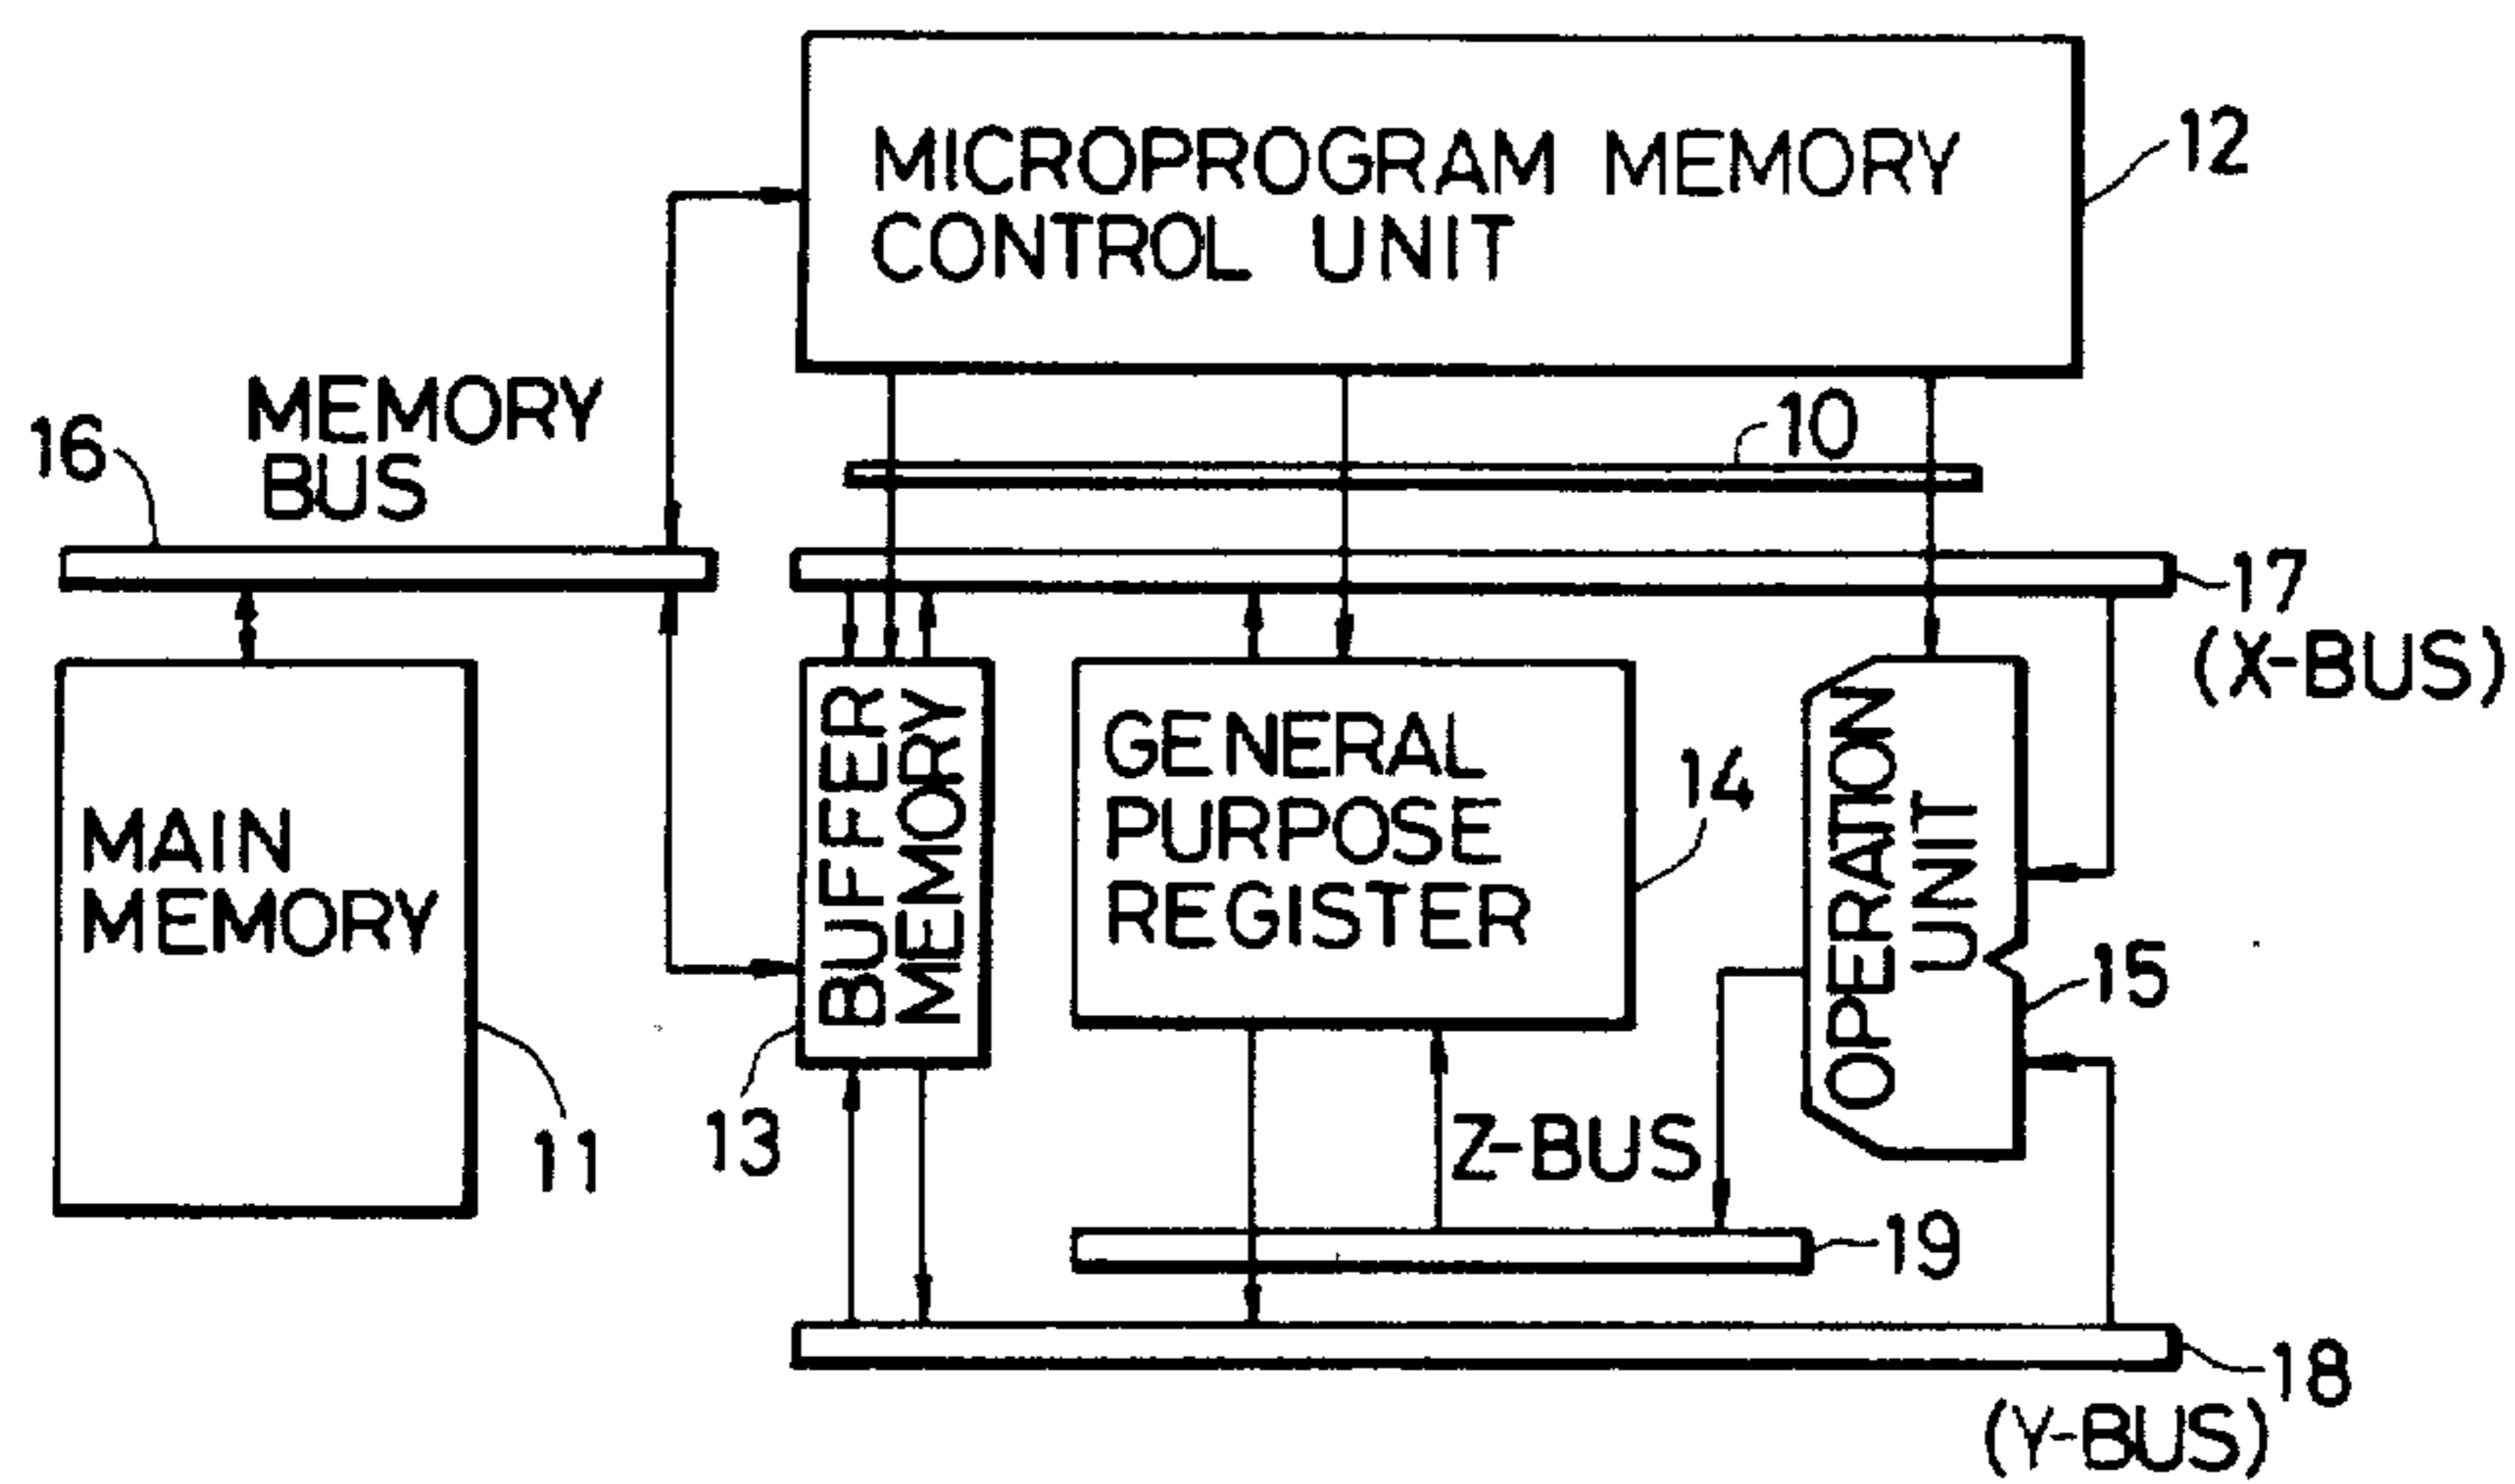 MICROPROGRAM MEMORY
CONTROL UNIT
12
10
MEMORY
BUS
16
17
(X-BUS)
MAIN
MEMORY
11
BUFFER
MEMORY
13
GENERAL
PURPOSE
REGISTER
14
OPERATION
UNIT
15
Z-BUS
19
18
(Y-BUS)